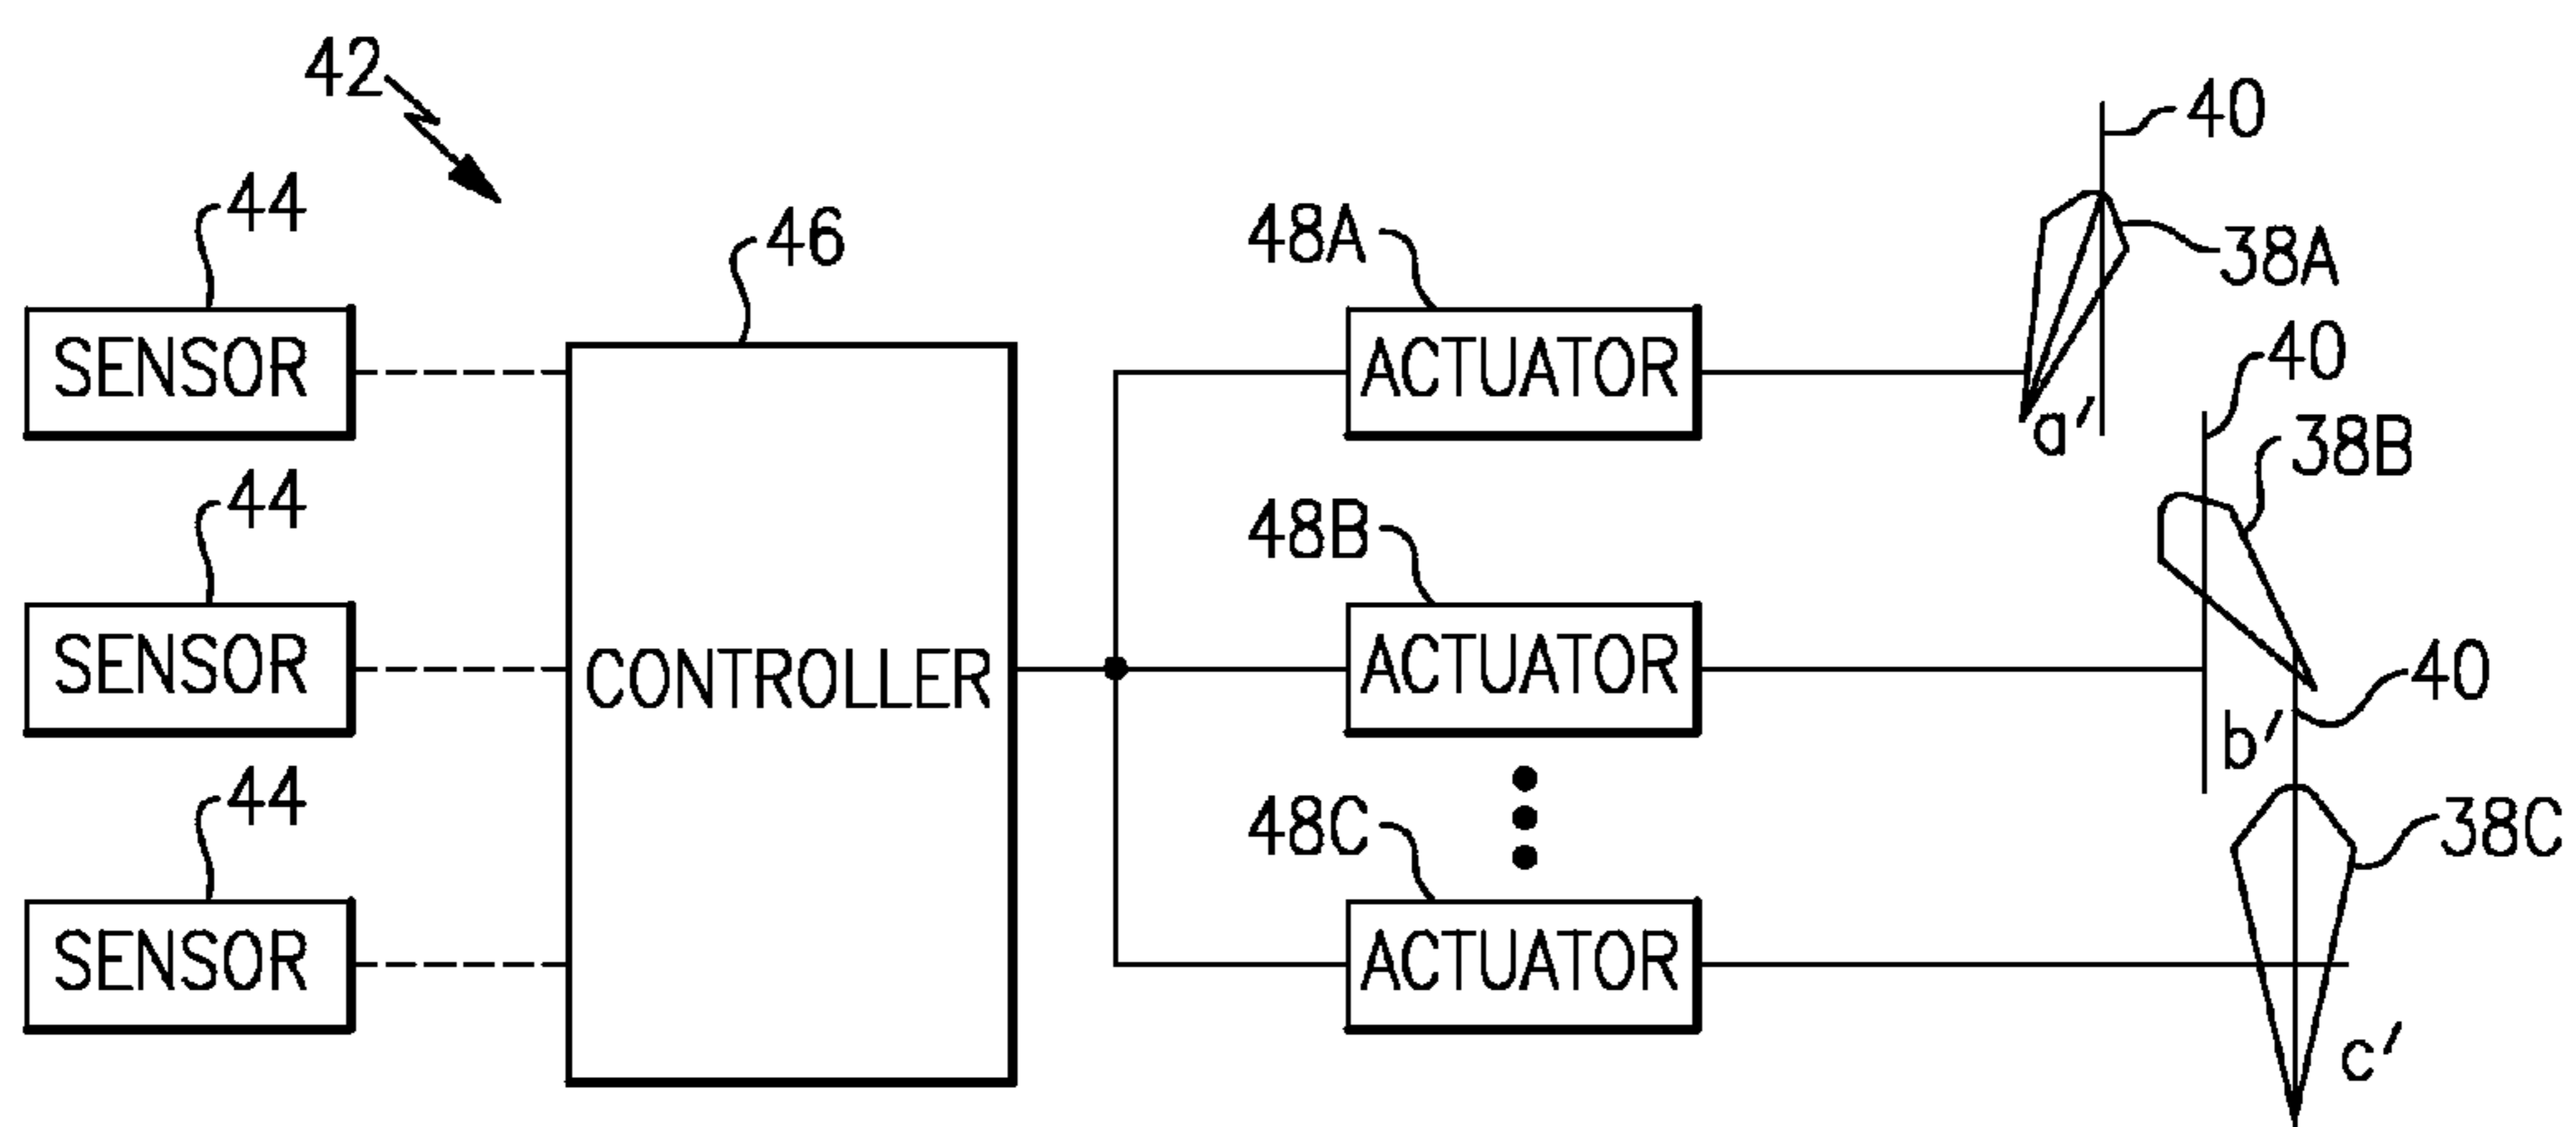 42
40
44
46
48A
38A
SENSOR
ACTUATOR
40
a'
38B
44
48B
SENSOR
CONTROLLER
ACTUATOR
40
b'
44
48C
38C
SENSOR
ACTUATOR
c'